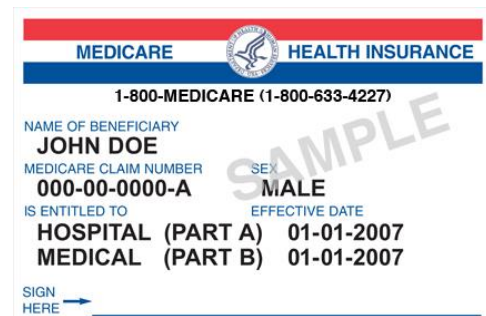 MEDICARE HEALTH INSURANCE
1-800-MEDICARE (1-800-633-4227)
NAME OF BENEFICIARY
JOHN DOE
MEDICARE CLAIM NUMBER SEX
000-00-0000-A MALE
IS ENTITLED TO EFFECTIVE DATE
HOSPITAL (PART A) 01-01-2007
MEDICAL (PART B) 01-01-2007
SIGN
HERE
SAMPLE